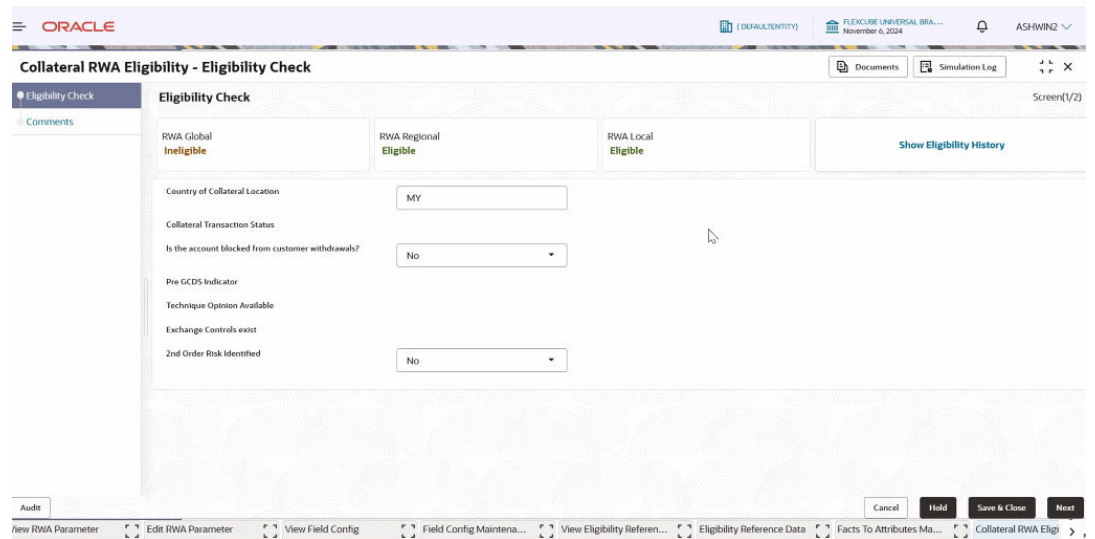 ORACLE
( DEFAULTENTITY)
FLEXCUBE UNIVERSAL BRA....
November 6, 2024
ASHWIN2
Collateral RWA Eligibility - Eligibility Check
Documents
Simulation Log
Eligibility Check
Comments
Eligibility Check
Screen(1/2)
RWA Global
Ineligible
RWA Regional
Eligible
RWA Local
Eligible
Show Eligibility History
Country of Collateral Location
MY
Collateral Transaction Status
Is the account blocked from customer withdrawals?
No
Pre GCDS Indicator
Technique Opinion Available
Exchange Controls exist
2nd Order Risk Identified
No
Audit
Cancel
Hold
Save & Close
Next
View RWA Parameter
Edit RWA Parameter
View Field Config
Field Config Maintena...
View Eligibility Referen...
Eligibility Reference Data
Facts To Attributes Ma...
Collateral RWA Eligi